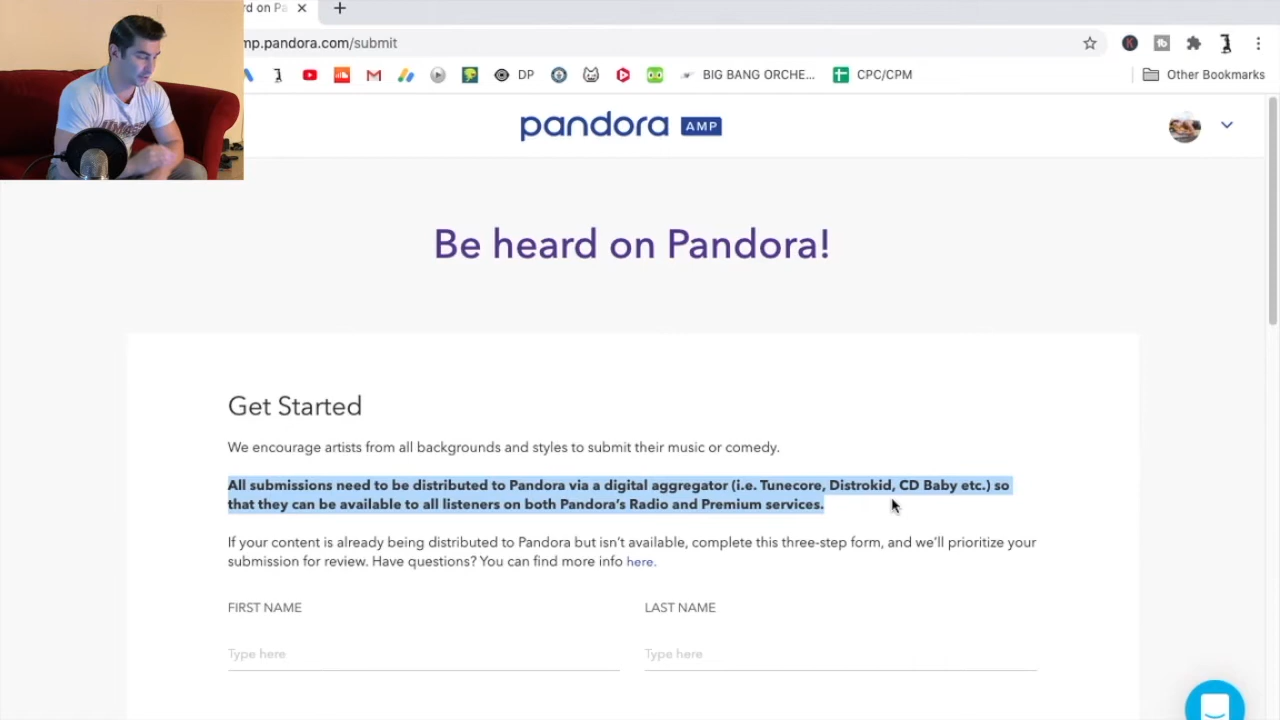 rd on Pa
mp.pandora.com/submit
DP
BIG BANG ORCHE...
CPC/CPM
Other Bookmarks
pandora AMP
Be heard on Pandora!
Get Started
We encourage artists from all backgrounds and styles to submit their music or comedy.
All submissions need to be distributed to Pandora via a digital aggregator (i.e. Tunecore, Distrokid, CD Baby etc.) so
that they can be available to all listeners on both Pandora's Radio and Premium services.
If your content is already being distributed to Pandora but isn't available, complete this three-step form, and we'll prioritize your
submission for review. Have questions? You can find more info here.
FIRST NAME LAST NAME
Type here Type here